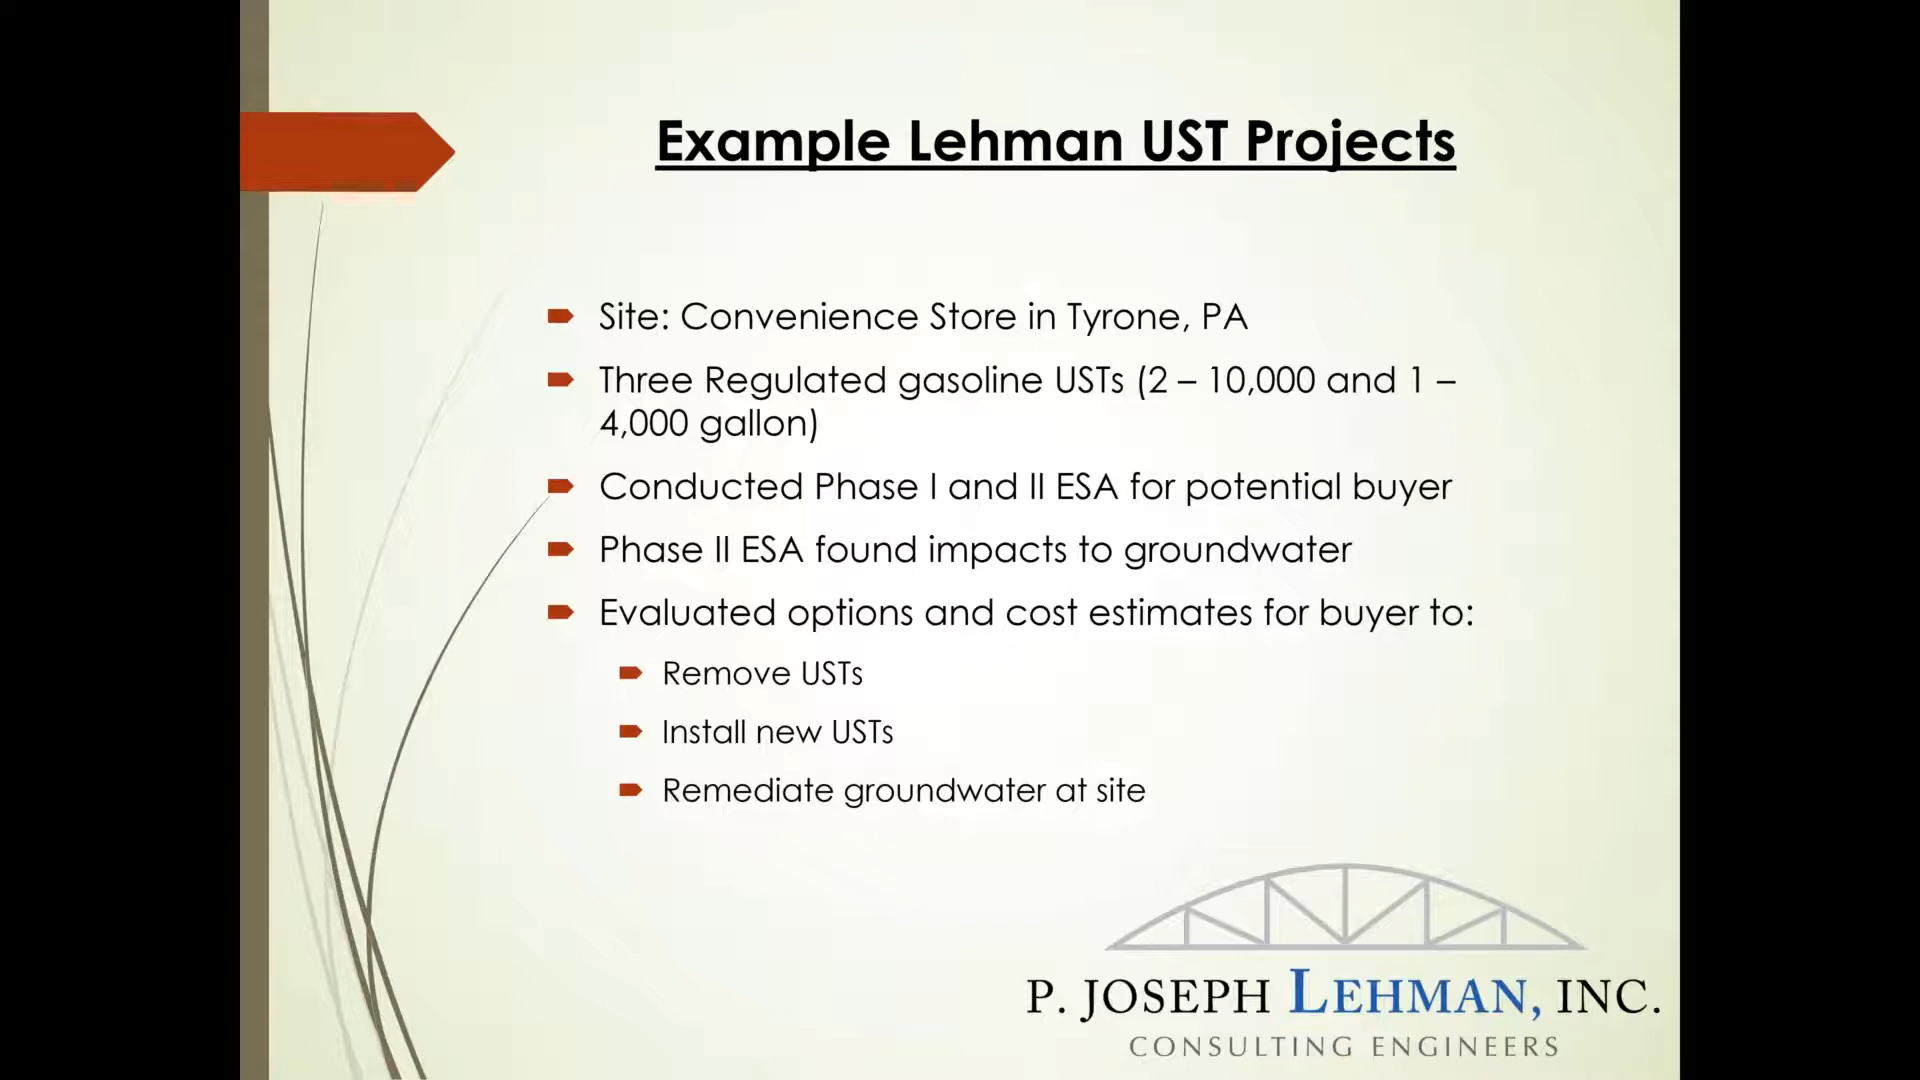 Example Lehman UST Projects
Site: Convenience Store in Tyrone, PA
Three Regulated gasoline USTs (2 – 10,000 and 1 –
4,000 gallon)
Conducted Phase I and II ESA for potential buyer
Phase II ESA found impacts to groundwater
Evaluated options and cost estimates for buyer to:
Remove USTs
Install new USTs
Remediate groundwater at site
P. JOSEPH LEHMAN, INC.
CONSULTING ENGINEERS